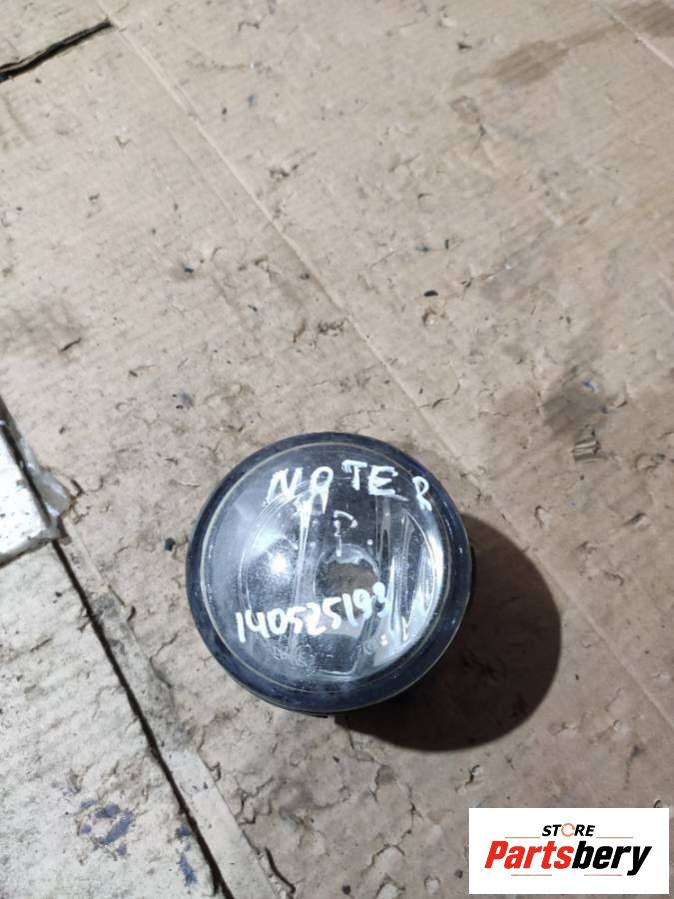 NOTE R
P.
140525193
STORE
Partsbery